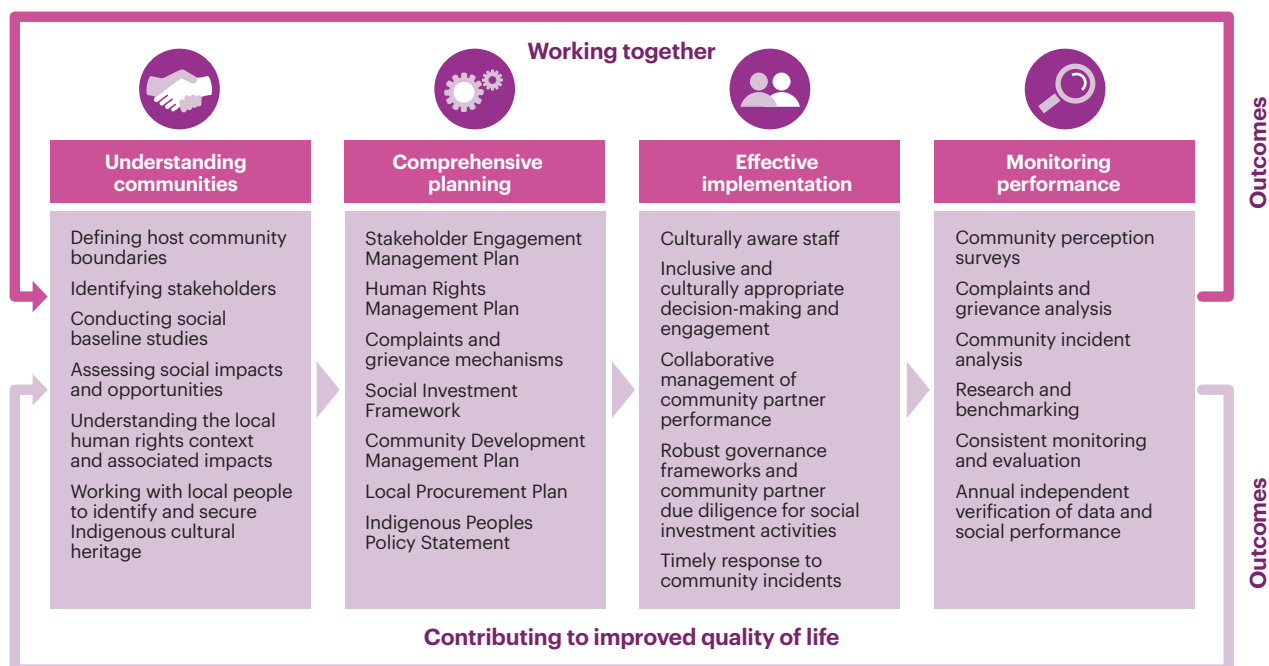 Working together
Understanding
communities
Defining host community
boundaries
Identifying stakeholders
Conducting social
baseline studies
Assessing social impacts
and opportunities
Understanding the local
human rights context
and associated impacts
Working with local people
to identify and secure
Indigenous cultural
heritage
Comprehensive
planning
Stakeholder Engagement
Management Plan
Human Rights
Management Plan
Complaints and
grievance mechanisms
Social Investment
Framework
Community Development
Management Plan
Local Procurement Plan
Indigenous Peoples
Policy Statement
Effective
implementation
Culturally aware staff
Inclusive and
culturally appropriate
decision-making and
engagement
Collaborative
management of
community partner
performance
Robust governance
frameworks and
community partner
due diligence for social
investment activities
Timely response to
community incidents
Monitoring
performance
Community perception
surveys
Complaints and
grievance analysis
Community incident
analysis
Research and
benchmarking
Consistent monitoring
and evaluation
Annual independent
verification of data and
social performance
Outcomes
Outcomes
Contributing to improved quality of life